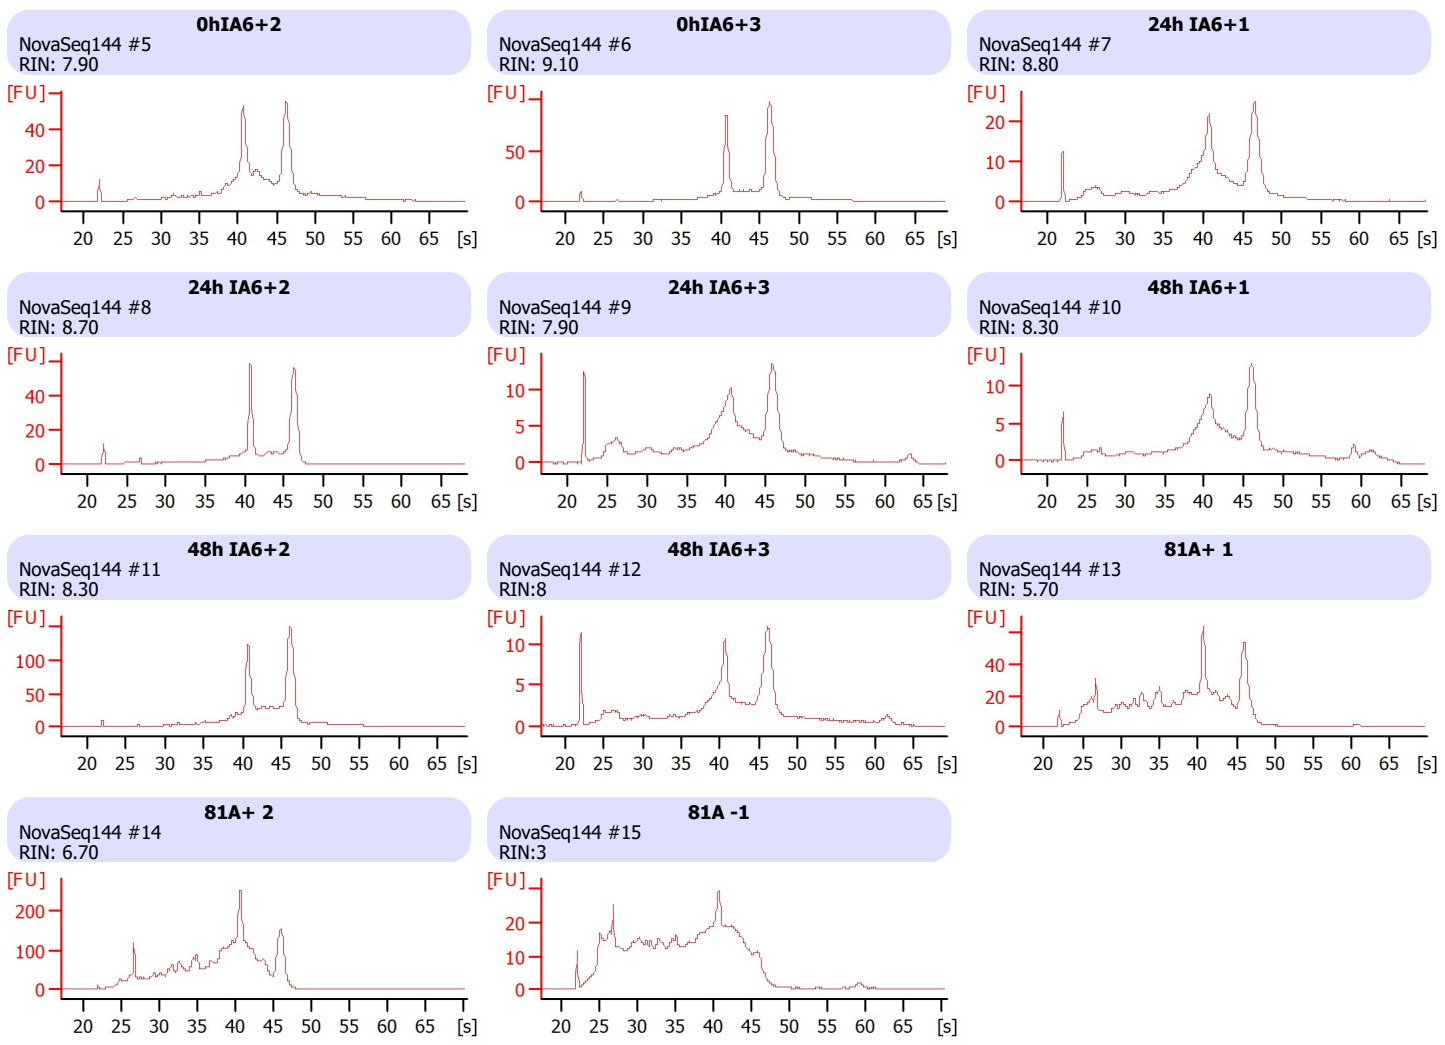 0hIA6+2
NovaSeq144 #5
RIN: 7.90
[FU]
40
20
0
20 25 30 35 40 45 50 55 60 65 [s]
0hIA6+3
NovaSeq144 #6
RIN: 9.10
[FU]
50
0
20 25 30 35 40 45 50 55 60 65 [s]
24h IA6+1
NovaSeq144 #7
RIN: 8.80
[FU]
20
10
0
20 25 30 35 40 45 50 55 60 65 [s]
24h IA6+2
NovaSeq144 #8
RIN: 8.70
[FU]
40
20
0
20 25 30 35 40 45 50 55 60 65 [s]
24h IA6+3
NovaSeq144 #9
RIN: 7.90
[FU]
10
5
0
20 25 30 35 40 45 50 55 60 65 [s]
48h IA6+1
NovaSeq144 #10
RIN: 8.30
[FU]
10
5
0
20 25 30 35 40 45 50 55 60 65 [s]
48h IA6+2
NovaSeq144 #11
RIN: 8.30
[FU]
100
50
0
20 25 30 35 40 45 50 55 60 65 [s]
48h IA6+3
NovaSeq144 #12
RIN:8
[FU]
10
5
0
20 25 30 35 40 45 50 55 60 65 [s]
81A+ 1
NovaSeq144 #13
RIN: 5.70
[FU]
40
20
0
20 25 30 35 40 45 50 55 60 65 [s]
81A+ 2
NovaSeq144 #14
RIN: 6.70
[FU]
200
100
0
20 25 30 35 40 45 50 55 60 65 [s]
81A -1
NovaSeq144 #15
RIN:3
[FU]
20
10
0
20 25 30 35 40 45 50 55 60 65 [s]